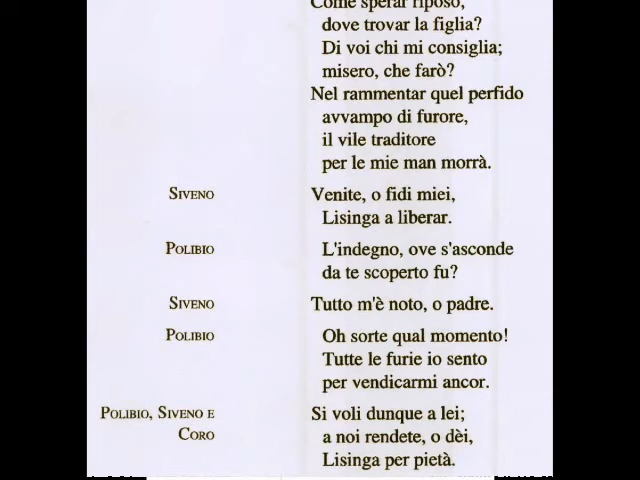 Come sperar riposo,
dove trovar la figlia?
Di voi chi mi consiglia;
misero, che farò?
Nel rammentar quel perfido
avvampo di furore,
il vile traditore
per le mie man morrà.
SIVENO Venite, o fidi miei,
Lisinga a liberar.
POLIBIO L'indegno, ove s'asconde
da te scoperto fu?
SIVENO Tutto m'è noto, o padre.
POLIBIO Oh sorte qual momento!
Tutte le furie io sento
per vendicarmi ancor.
POLIBIO, SIVENO E Si voli dunque a lei;
CORO a noi rendete, o dèi,
Lisinga per pietà.